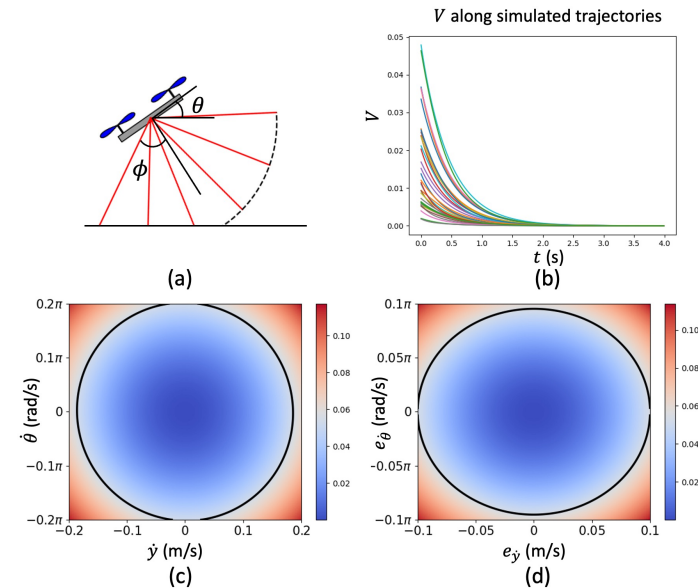 V along simulated trajectories
θ
ϕ
(a)
V
0.05
0.04
0.03
0.02
0.01
0.00
0.0 0.5 1.0 1.5 2.0 2.5 3.0 3.5 4.0
t (s)
(b)
θ̇ (rad/s)
0.2π
0.1π
0
-0.1π
−0.2π
-0.2 -0.1 0 0.1 0.2
ẏ (m/s)
0.10
0.08
0.06
0.04
0.02
(c)
e_θ̇ (rad/s)
0.1π
0.05π
0
-0.05π
−0.1π
−0.1 -0.05 0 0.05 0.1
e_ẏ (m/s)
0.10
0.08
0.06
0.04
0.02
(d)